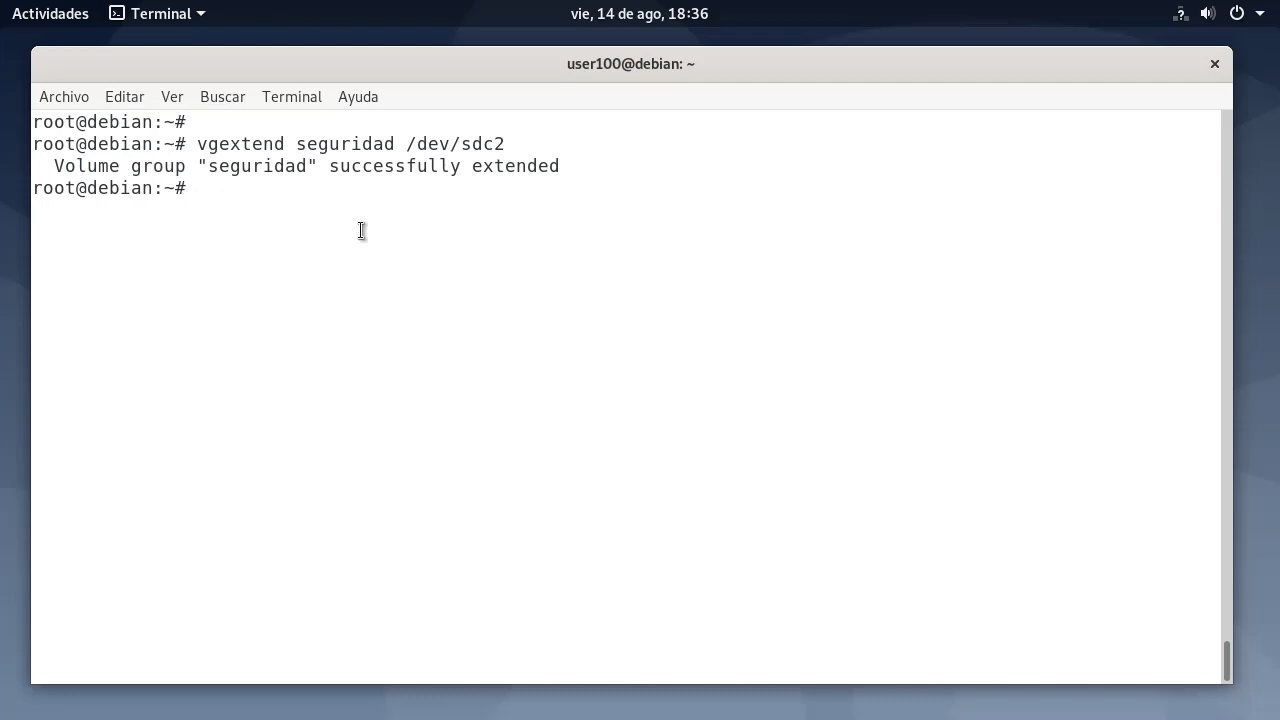 Actividades Terminal vie, 14 de ago, 18:36
user100@debian: ~
Archivo Editar Ver Buscar Terminal Ayuda
root@debian:~#
root@debian:~# vgextend seguridad /dev/sdc2
  Volume group "seguridad" successfully extended
root@debian:~#